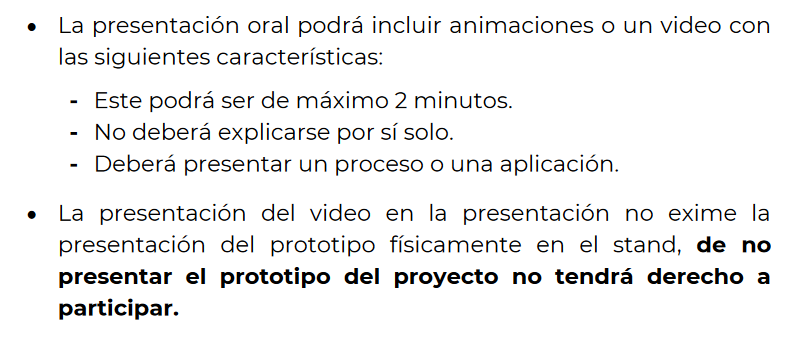 • La presentación oral podrá incluir animaciones o un video con
las siguientes características:
- Este podrá ser de máximo 2 minutos.
- No deberá explicarse por sí solo.
- Deberá presentar un proceso o una aplicación.
• La presentación del video en la presentación no exime la
presentación del prototipo físicamente en el stand, de no
presentar el prototipo del proyecto no tendrá derecho a
participar.